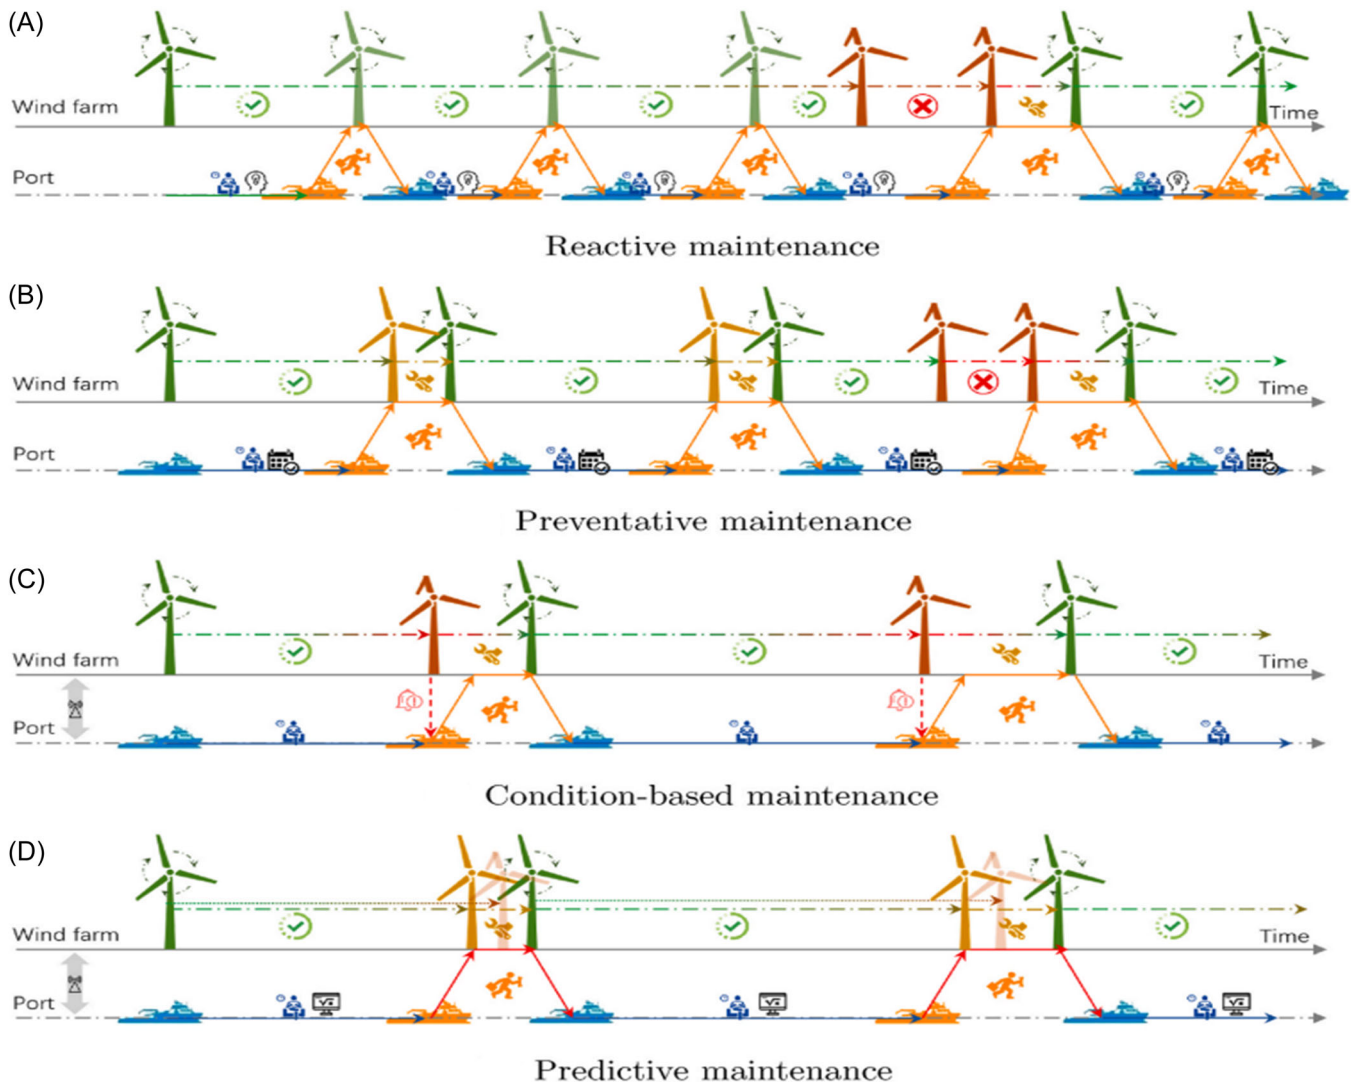 (A)
Wind farm
Time
Port
Reactive maintenance
(B)
Wind farm
Time
Port
Preventative maintenance
(C)
Wind farm
Time
Port
Condition-based maintenance
(D)
Wind farm
Time
Port
Predictive maintenance